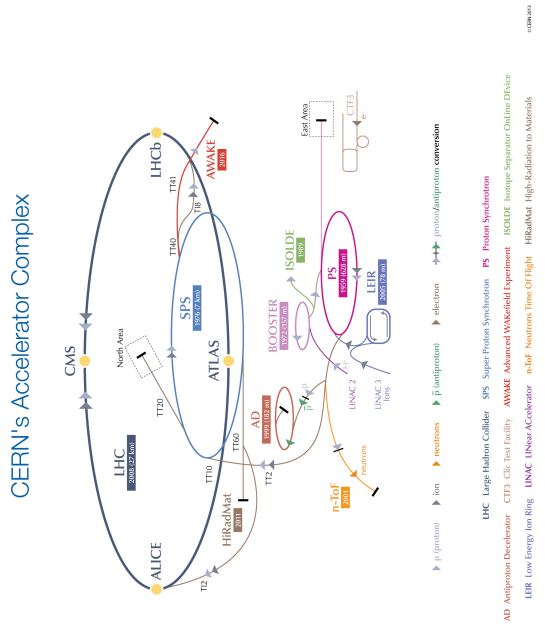 CERN's Accelerator Complex
CMS
LHC
2008 (27 km)
North Area
ALICE
LHCb
TT20
TT40
TT41
SPS
1976 (7 km)
TI8
TI2
TT10
ATLAS
AWAKE
2016
HiRadMat
2011
TT60
AD
1999 (182 m)
TT2
BOOSTER
1972 (157 m)
ISOLDE
1989
p
p̅
East Area
n-ToF
2001
LINAC 2
H⁻
PS
1959 (628 m)
CTF3
e⁻
neutrons
LINAC 3
Ions
LEIR
2005 (78 m)
p (proton)
ion
neutrons
p̅ (antiproton)
electron
proton/antiproton conversion
LHC Large Hadron Collider SPS Super Proton Synchrotron PS Proton Synchrotron
AD Antiproton Decelerator CTF3 Clic Test Facility AWAKE Advanced WAKefield Experiment ISOLDE Isotope Separator OnLine DEvice
LEIR Low Energy Ion Ring LINAC LINear ACcelerator n-ToF Neutrons Time Of Flight HiRadMat High-Radiation to Materials
© CERN 2013